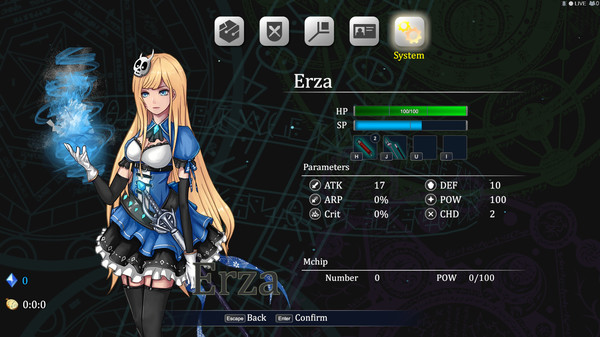 LIVE 0
System
Erza
HP 100/100
SP
2
H J U I
Parameters
ATK 17 DEF 10
ARP 0% POW 100
Crit 0% CHD 2
Mchip
Number 0 POW 0/100
Erza
0
0:0:0
Escape Back Enter Confirm